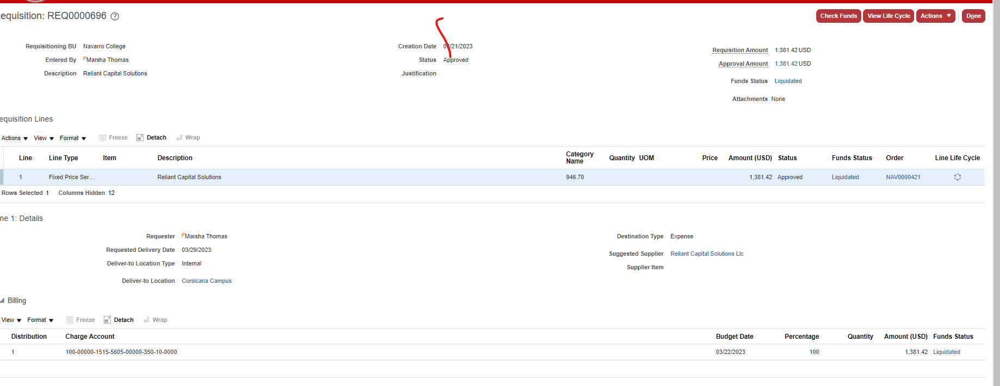 equisition: REQ0000696
Check Funds View Life Cycle Actions Done
Requisitioning BU Navarro College
Entered By Marsha Thomas
Description Reliant Capital Solutions
Creation Date /21/2023
Status Approved
Justification
Requisition Amount 1,381.42 USD
Approval Amount 1,381.42 USD
Funds Status Liquidated
Attachments None
equisition Lines
Actions View Format Freeze Detach Wrap
Line Line Type Item Description Category Name Quantity UOM Price Amount (USD) Status Funds Status Order Line Life Cycle
1 Fixed Price Ser... Reliant Capital Solutions 946.70 1,381.42 Approved Liquidated NAV0000421
Rows Selected 1 Columns Hidden 12
ne 1: Details
Requester Marsha Thomas
Requested Delivery Date 03/29/2023
Deliver-to Location Type Internal
Deliver-to Location Corsicana Campus
Destination Type Expense
Suggested Supplier Reliant Capital Solutions Llc
Supplier Item
Billing
View Format Freeze Detach Wrap
Distribution Charge Account Budget Date Percentage Quantity Amount (USD) Funds Status
1 100-00000-1515-5605-00000-350-10-0000 03/22/2023 100 1,381.42 Liquidated